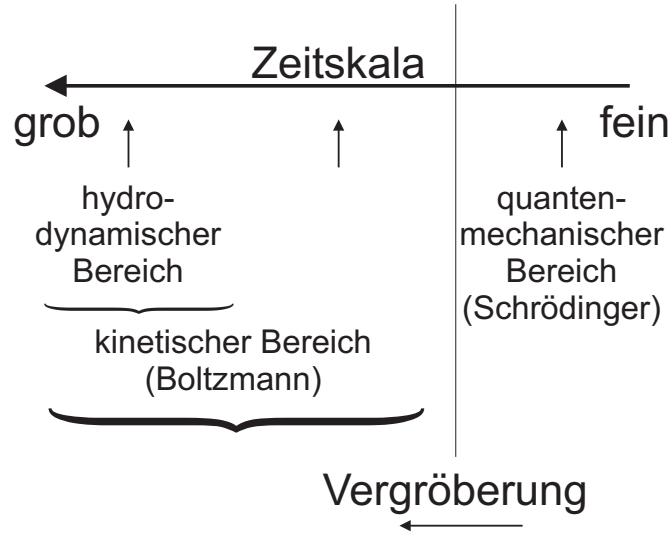 Zeitskala
grob
fein
hydro-
dynamischer
Bereich
quanten-
mechanischer
Bereich
(Schrödinger)
kinetischer Bereich
(Boltzmann)
Vergröberung